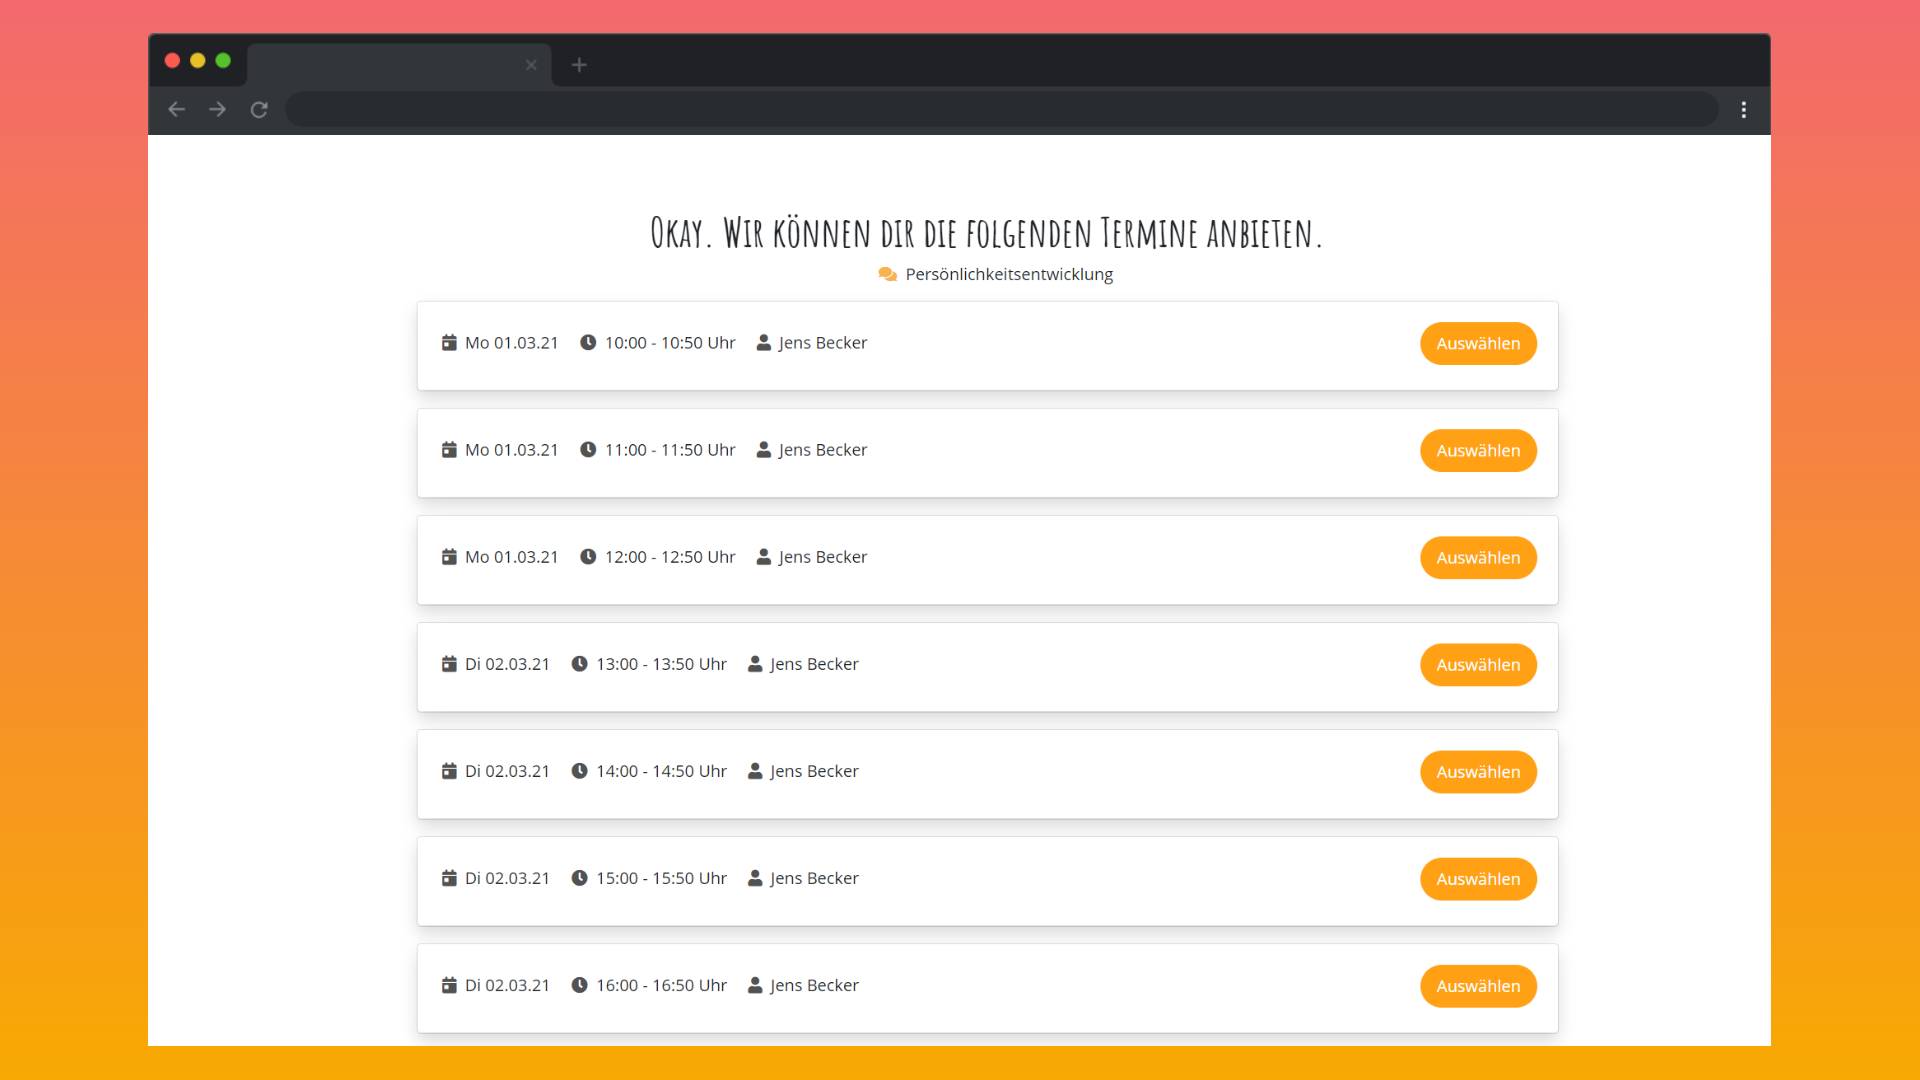 Okay. Wir können dir die folgenden Termine anbieten.
Persönlichkeitsentwicklung
Mo 01.03.21 10:00 - 10:50 Uhr Jens Becker Auswählen
Mo 01.03.21 11:00 - 11:50 Uhr Jens Becker Auswählen
Mo 01.03.21 12:00 - 12:50 Uhr Jens Becker Auswählen
Di 02.03.21 13:00 - 13:50 Uhr Jens Becker Auswählen
Di 02.03.21 14:00 - 14:50 Uhr Jens Becker Auswählen
Di 02.03.21 15:00 - 15:50 Uhr Jens Becker Auswählen
Di 02.03.21 16:00 - 16:50 Uhr Jens Becker Auswählen